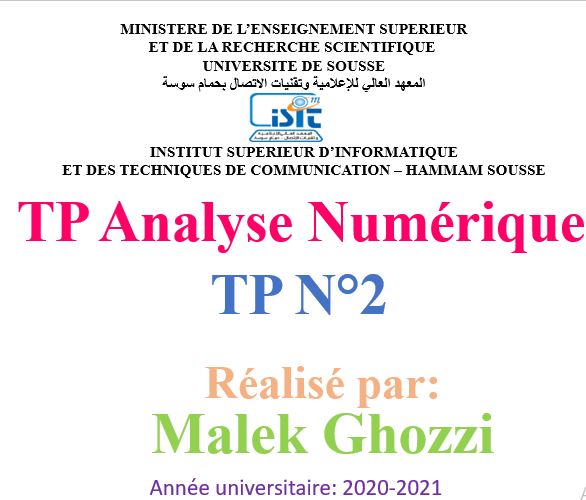 MINISTERE DE L’ENSEIGNEMENT SUPERIEUR
ET DE LA RECHERCHE SCIENTIFIQUE
UNIVERSITE DE SOUSSE
المعهد العالي للإعلامية وتقنيات الاتصال بحمام سوسة
isit
m
INSTITUT SUPERIEUR D’INFORMATIQUE
ET DES TECHNIQUES DE COMMUNICATION – HAMMAM SOUSSE
TP Analyse Numérique
TP N°2
Réalisé par:
Malek Ghozzi
Année universitaire: 2020-2021